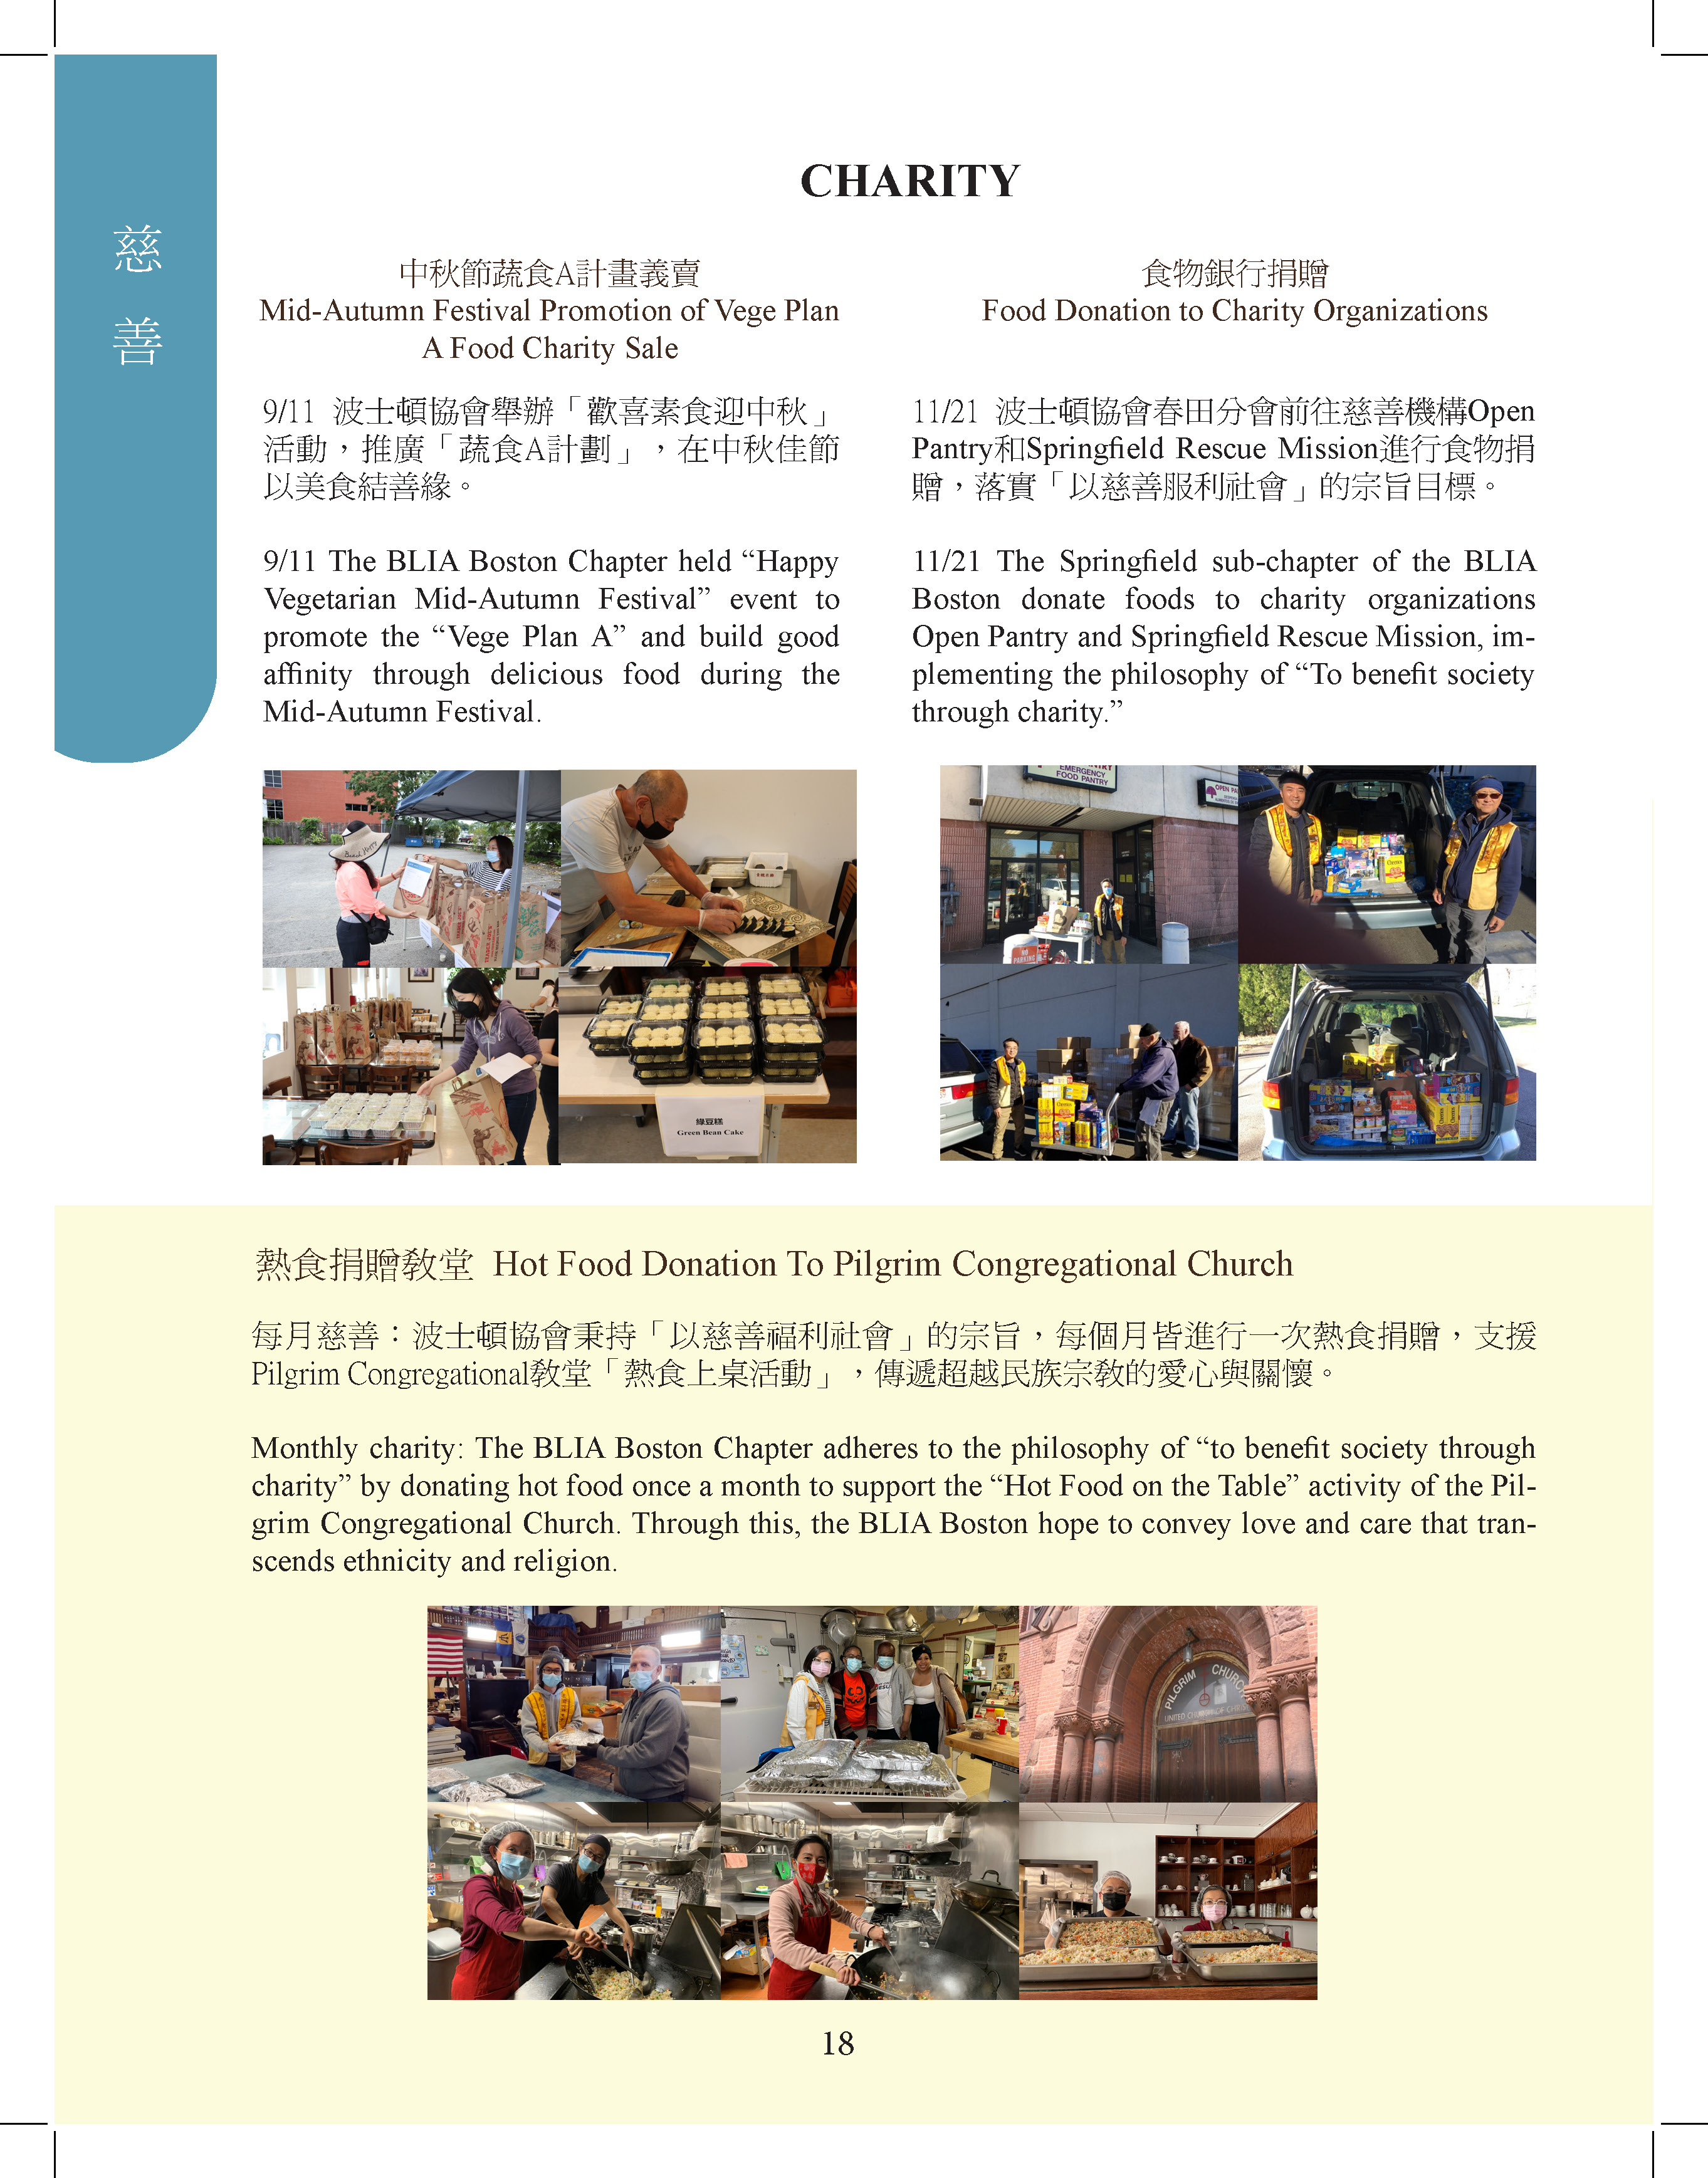 慈
善
CHARITY
中秋節蔬食A計畫義賣
Mid-Autumn Festival Promotion of Vege Plan
A Food Charity Sale
9/11 波士頓協會舉辦「歡喜素食迎中秋」
活動，推廣「蔬食A計劃」，在中秋佳節
以美食結善緣。
9/11 The BLIA Boston Chapter held “Happy
Vegetarian Mid-Autumn Festival” event to
promote the “Vege Plan A” and build good
affinity through delicious food during the
Mid-Autumn Festival.
食物銀行捐贈
Food Donation to Charity Organizations
11/21 波士頓協會春田分會前往慈善機構Open
Pantry和Springfield Rescue Mission進行食物捐
贈，落實「以慈善服利社會」的宗旨目標。
11/21 The Springfield sub-chapter of the BLIA
Boston donate foods to charity organizations
Open Pantry and Springfield Rescue Mission, im-
plementing the philosophy of “To benefit society
through charity.”
綠豆糕
Green Bean Cake
EMERGENCY
FOOD PANTRY
NO
PARKING
熱食捐贈教堂 Hot Food Donation To Pilgrim Congregational Church
每月慈善：波士頓協會秉持「以慈善福利社會」的宗旨，每個月皆進行一次熱食捐贈，支援
Pilgrim Congregational教堂「熱食上桌活動」，傳遞超越民族宗教的愛心與關懷。
Monthly charity: The BLIA Boston Chapter adheres to the philosophy of “to benefit society through
charity” by donating hot food once a month to support the “Hot Food on the Table” activity of the Pil-
grim Congregational Church. Through this, the BLIA Boston hope to convey love and care that tran-
scends ethnicity and religion.
PILGRIM CHURCH
UNITED CHURCH OF CHRIST
18